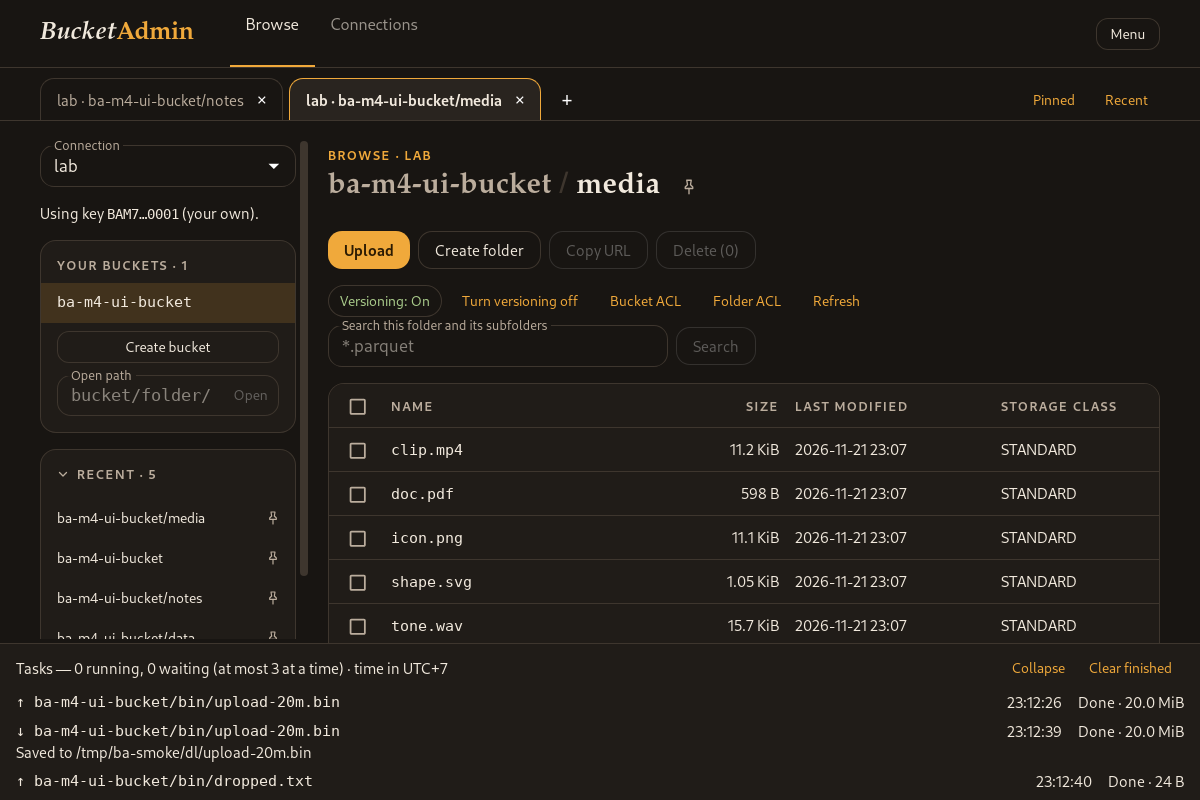 BucketAdmin Browse Connections Menu
lab · ba-m4-ui-bucket/notes × lab · ba-m4-ui-bucket/media × + Pinned Recent
Connection
lab
Using key BAM7…0001 (your own).
YOUR BUCKETS · 1
ba-m4-ui-bucket
Create bucket
Open path
bucket/folder/ Open
RECENT · 5
ba-m4-ui-bucket/media
ba-m4-ui-bucket
ba-m4-ui-bucket/notes
ba-m4-ui-bucket/data
BROWSE · LAB
ba-m4-ui-bucket / media
Upload Create folder Copy URL Delete (0)
Versioning: On Turn versioning off Bucket ACL Folder ACL Refresh
Search this folder and its subfolders
*.parquet Search
NAME SIZE LAST MODIFIED STORAGE CLASS
clip.mp4 11.2 KiB 2026-11-21 23:07 STANDARD
doc.pdf 598 B 2026-11-21 23:07 STANDARD
icon.png 11.1 KiB 2026-11-21 23:07 STANDARD
shape.svg 1.05 KiB 2026-11-21 23:07 STANDARD
tone.wav 15.7 KiB 2026-11-21 23:07 STANDARD
Tasks — 0 running, 0 waiting (at most 3 at a time) · time in UTC+7 Collapse Clear finished
↑ ba-m4-ui-bucket/bin/upload-20m.bin 23:12:26 Done · 20.0 MiB
↓ ba-m4-ui-bucket/bin/upload-20m.bin 23:12:39 Done · 20.0 MiB
Saved to /tmp/ba-smoke/dl/upload-20m.bin
↑ ba-m4-ui-bucket/bin/dropped.txt 23:12:40 Done · 24 B